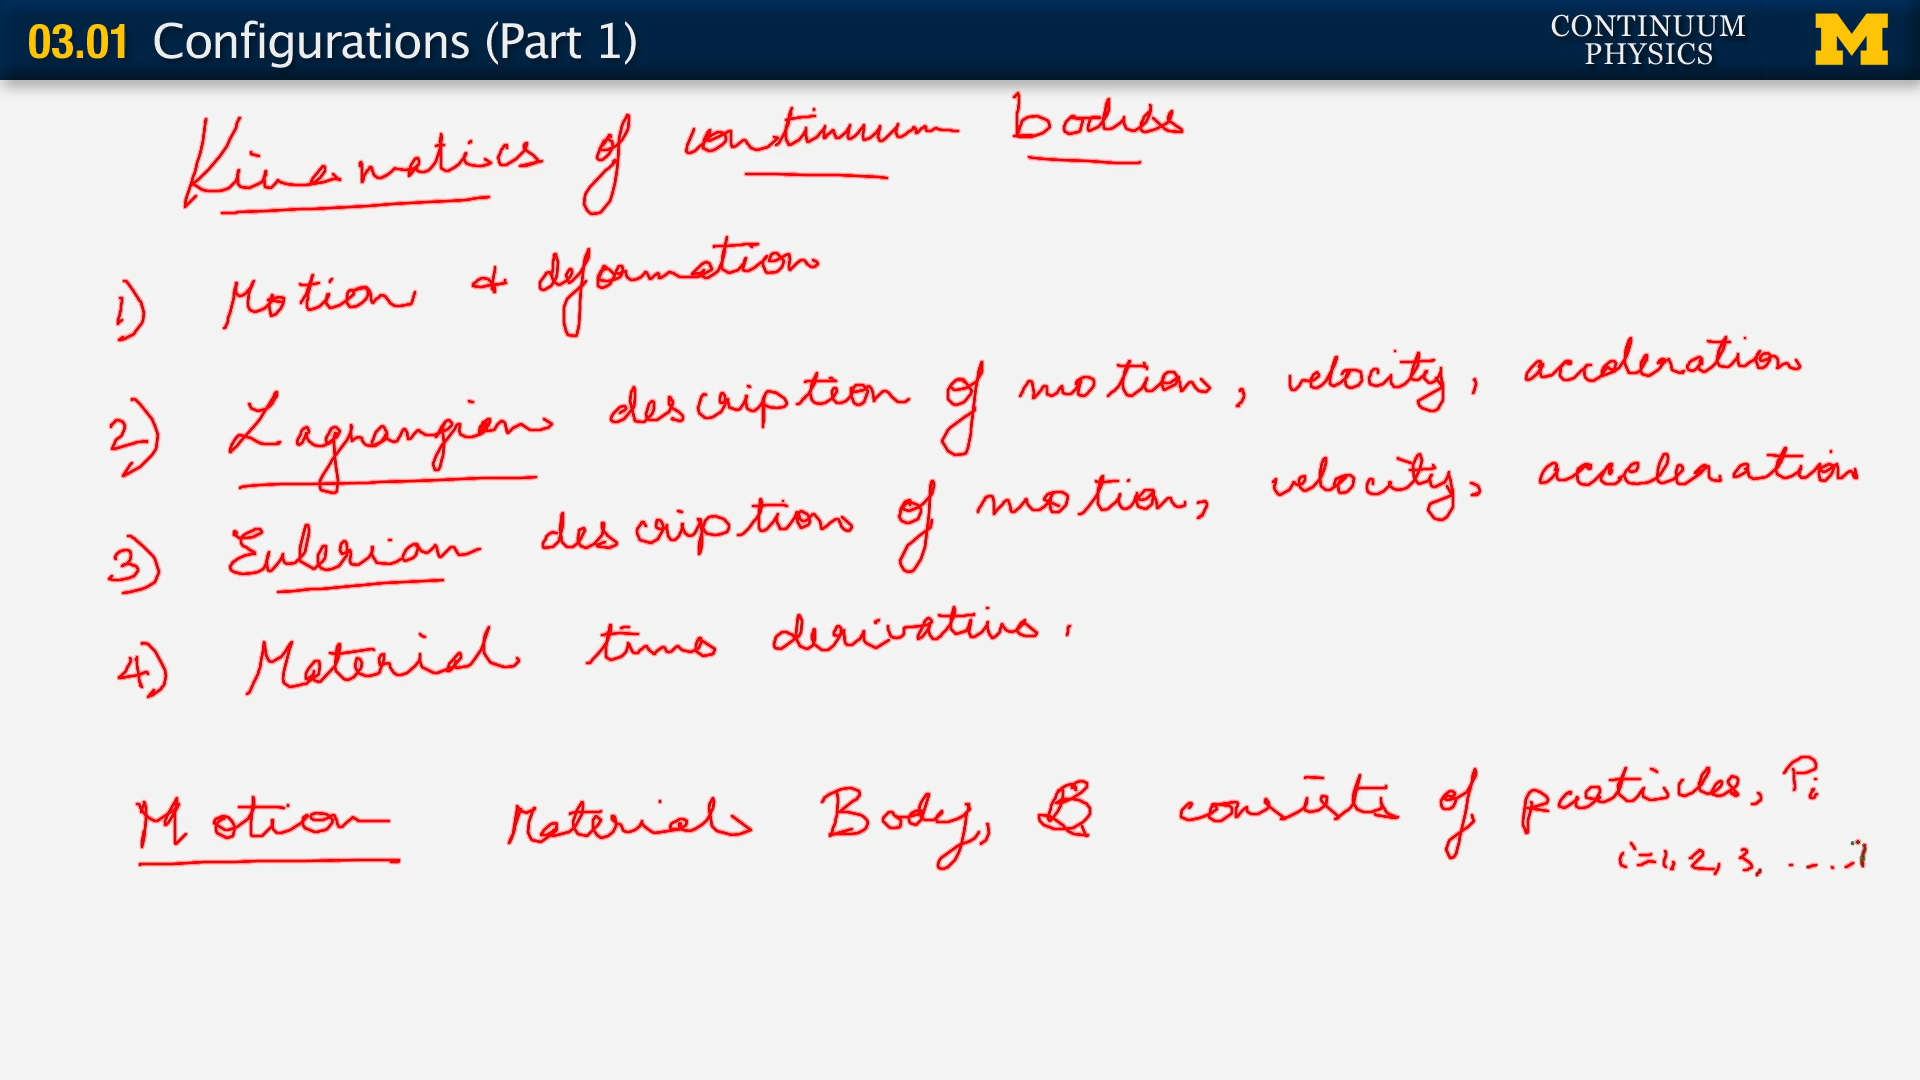 03.01 Configurations (Part 1)
CONTINUUM
PHYSICS
M
Kinematics of continuum bodies
1) Motion & deformation
2) Lagrangian description of motion, velocity, acceleration
3) Eulerian description of motion, velocity, acceleration
4) Material time derivatives.
Motion Material Body, B consists of particles, Pi
i=1, 2, 3, ....